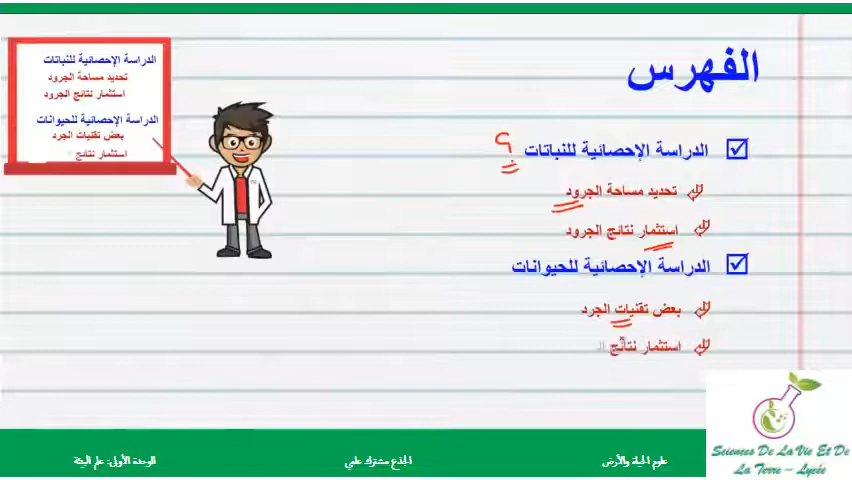 الفهرس
الدراسة الإحصائية للنباتات ؟
تحديد مساحة الجرود
استثمار نتائج الجرود
الدراسة الإحصائية للحيوانات
بعض تقنيات الجرد
استثمار نتائج
الدراسة الإحصائية للنباتات
تحديد مساحة الجرود
استثمار نتائج الجرود
الدراسة الإحصائية للحيوانات
بعض تقنيات الجرد
استثمار نتائج
Sciences De La Vie Et De
La Terre – Lycée
علوم الحياة والأرض
الجذع مشترك علمي
الوحدة الأولى: علم البيئة